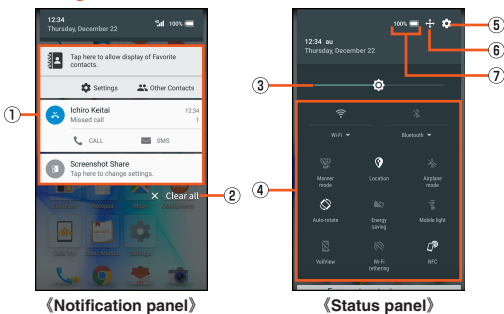 12:34
100%
Thursday, December 22
Tap here to allow display of Favorite
contacts.
Settings
Other Contacts
①
Ichiro Keitai
12:34
Missed call
1
CALL
SMS
Screenshot Share
Tap here to change settings.
② 
Clear all
《Notification panel》
100%
⑤
⑥
⑦
12:34 au
Thursday, December 22
③
④
Wi-Fi
Bluetooth
Manner
mode
Location
Airplane
mode
Auto-rotate
Energy
saving
Mobile light
VeilView
Wi-Fi
tethering
NFC
《Status panel》